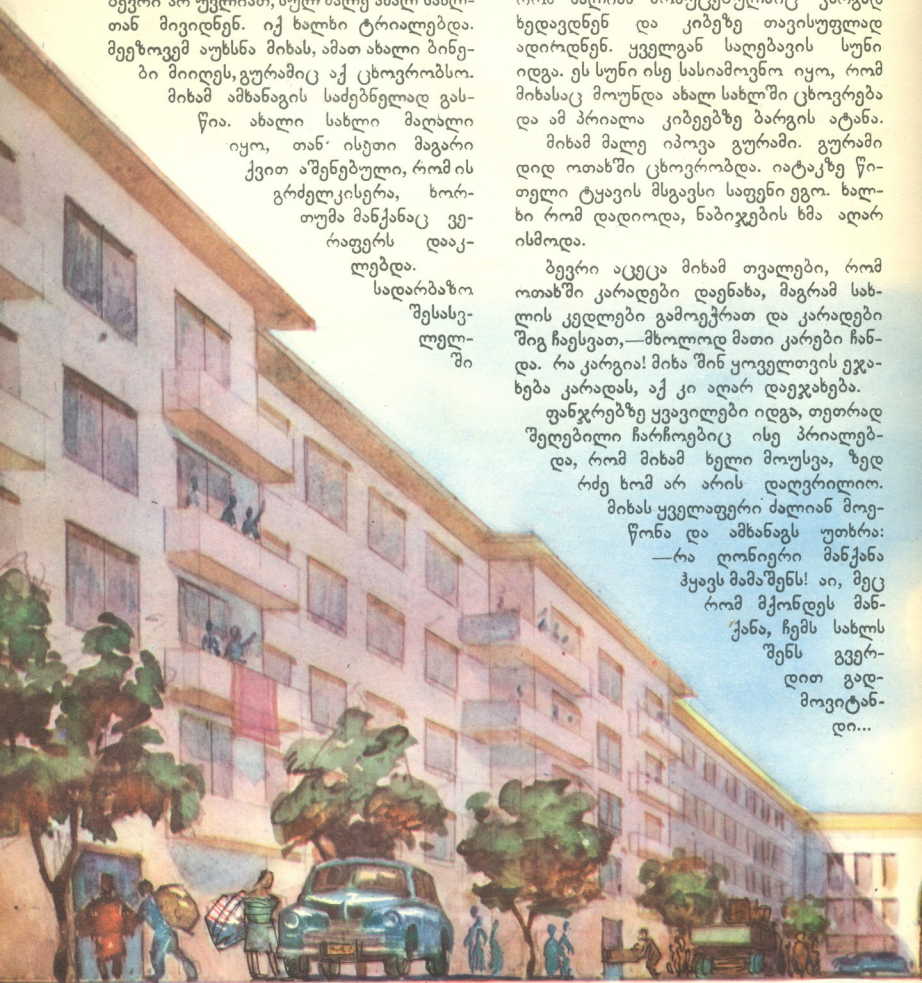 ბევრი არ უვლიათ, სულ მალე ახალ სახლ-
თან მივიდნენ. იქ ხალხი ტრიალებდა.
მეეზოვემ აუხსნა მიხას, ამათ ახალი ბინე-
ბი მიიღეს, გურამიც აქ ცხოვრობსო.
მიხამ ამხანაგის საძებნელად გას-
წია. ახალი სახლი მაღალი
იყო, თან ისეთი მაგარი
ქვით აშენებული, რომ ის
გრძელკისერა, ხორ-
თუმა მანქანაც ვე-
რაფერს დააკ-
ლებდა.
სადარბაზო
შესასვ-
ლელ-
ში
ხედავდნენ და კიბეზე თავისუფლად
ადიოდნენ. ყველგან საღებავის სუნი
იდგა. ეს სუნი ისე სასიამოვნო იყო, რომ
მიხასაც მოუნდა ახალ სახლში ცხოვრება
და ამ პრიალა კიბეებზე ბარგის ატანა.
მიხამ მალე იპოვა გურამი. გურამი
დიდ ოთახში ცხოვრობდა. იატაკზე წი-
თელი ტყავის მსგავსი საფენი ეგო. ხალ-
ხი რომ დადიოდა, ნაბიჯების ხმა აღარ
ისმოდა.
ბევრი აცეცა მიხამ თვალები, რომ
ოთახში კარადები დაენახა, მაგრამ სახ-
ლის კედლები გამოეჭრათ და კარადები
შიგ ჩაესვათ,—მხოლოდ მათი კარები ჩან-
და. რა კარგია! მიხა შინ ყოველთვის ეჯა-
ხება კარადას, აქ კი აღარ დაეჯახება.
ფანჯრებზე ყვავილები იდგა, თეთრად
შეღებილი ჩარჩოებიც ისე პრიალებ-
და, რომ მიხამ ხელი მოუსვა, ზედ
რძე ხომ არ არის დაღვრილიო.
მიხას ყველაფერი ძალიან მოე-
წონა და ამხანაგს უთხრა:
—რა ღონიერი მანქანა
ჰყავს მამაშენს! აი, მეც
რომ მქონდეს მან-
ქანა, ჩემს სახლს
შენს გვერ-
დით გად-
მოვიტან-
დი...